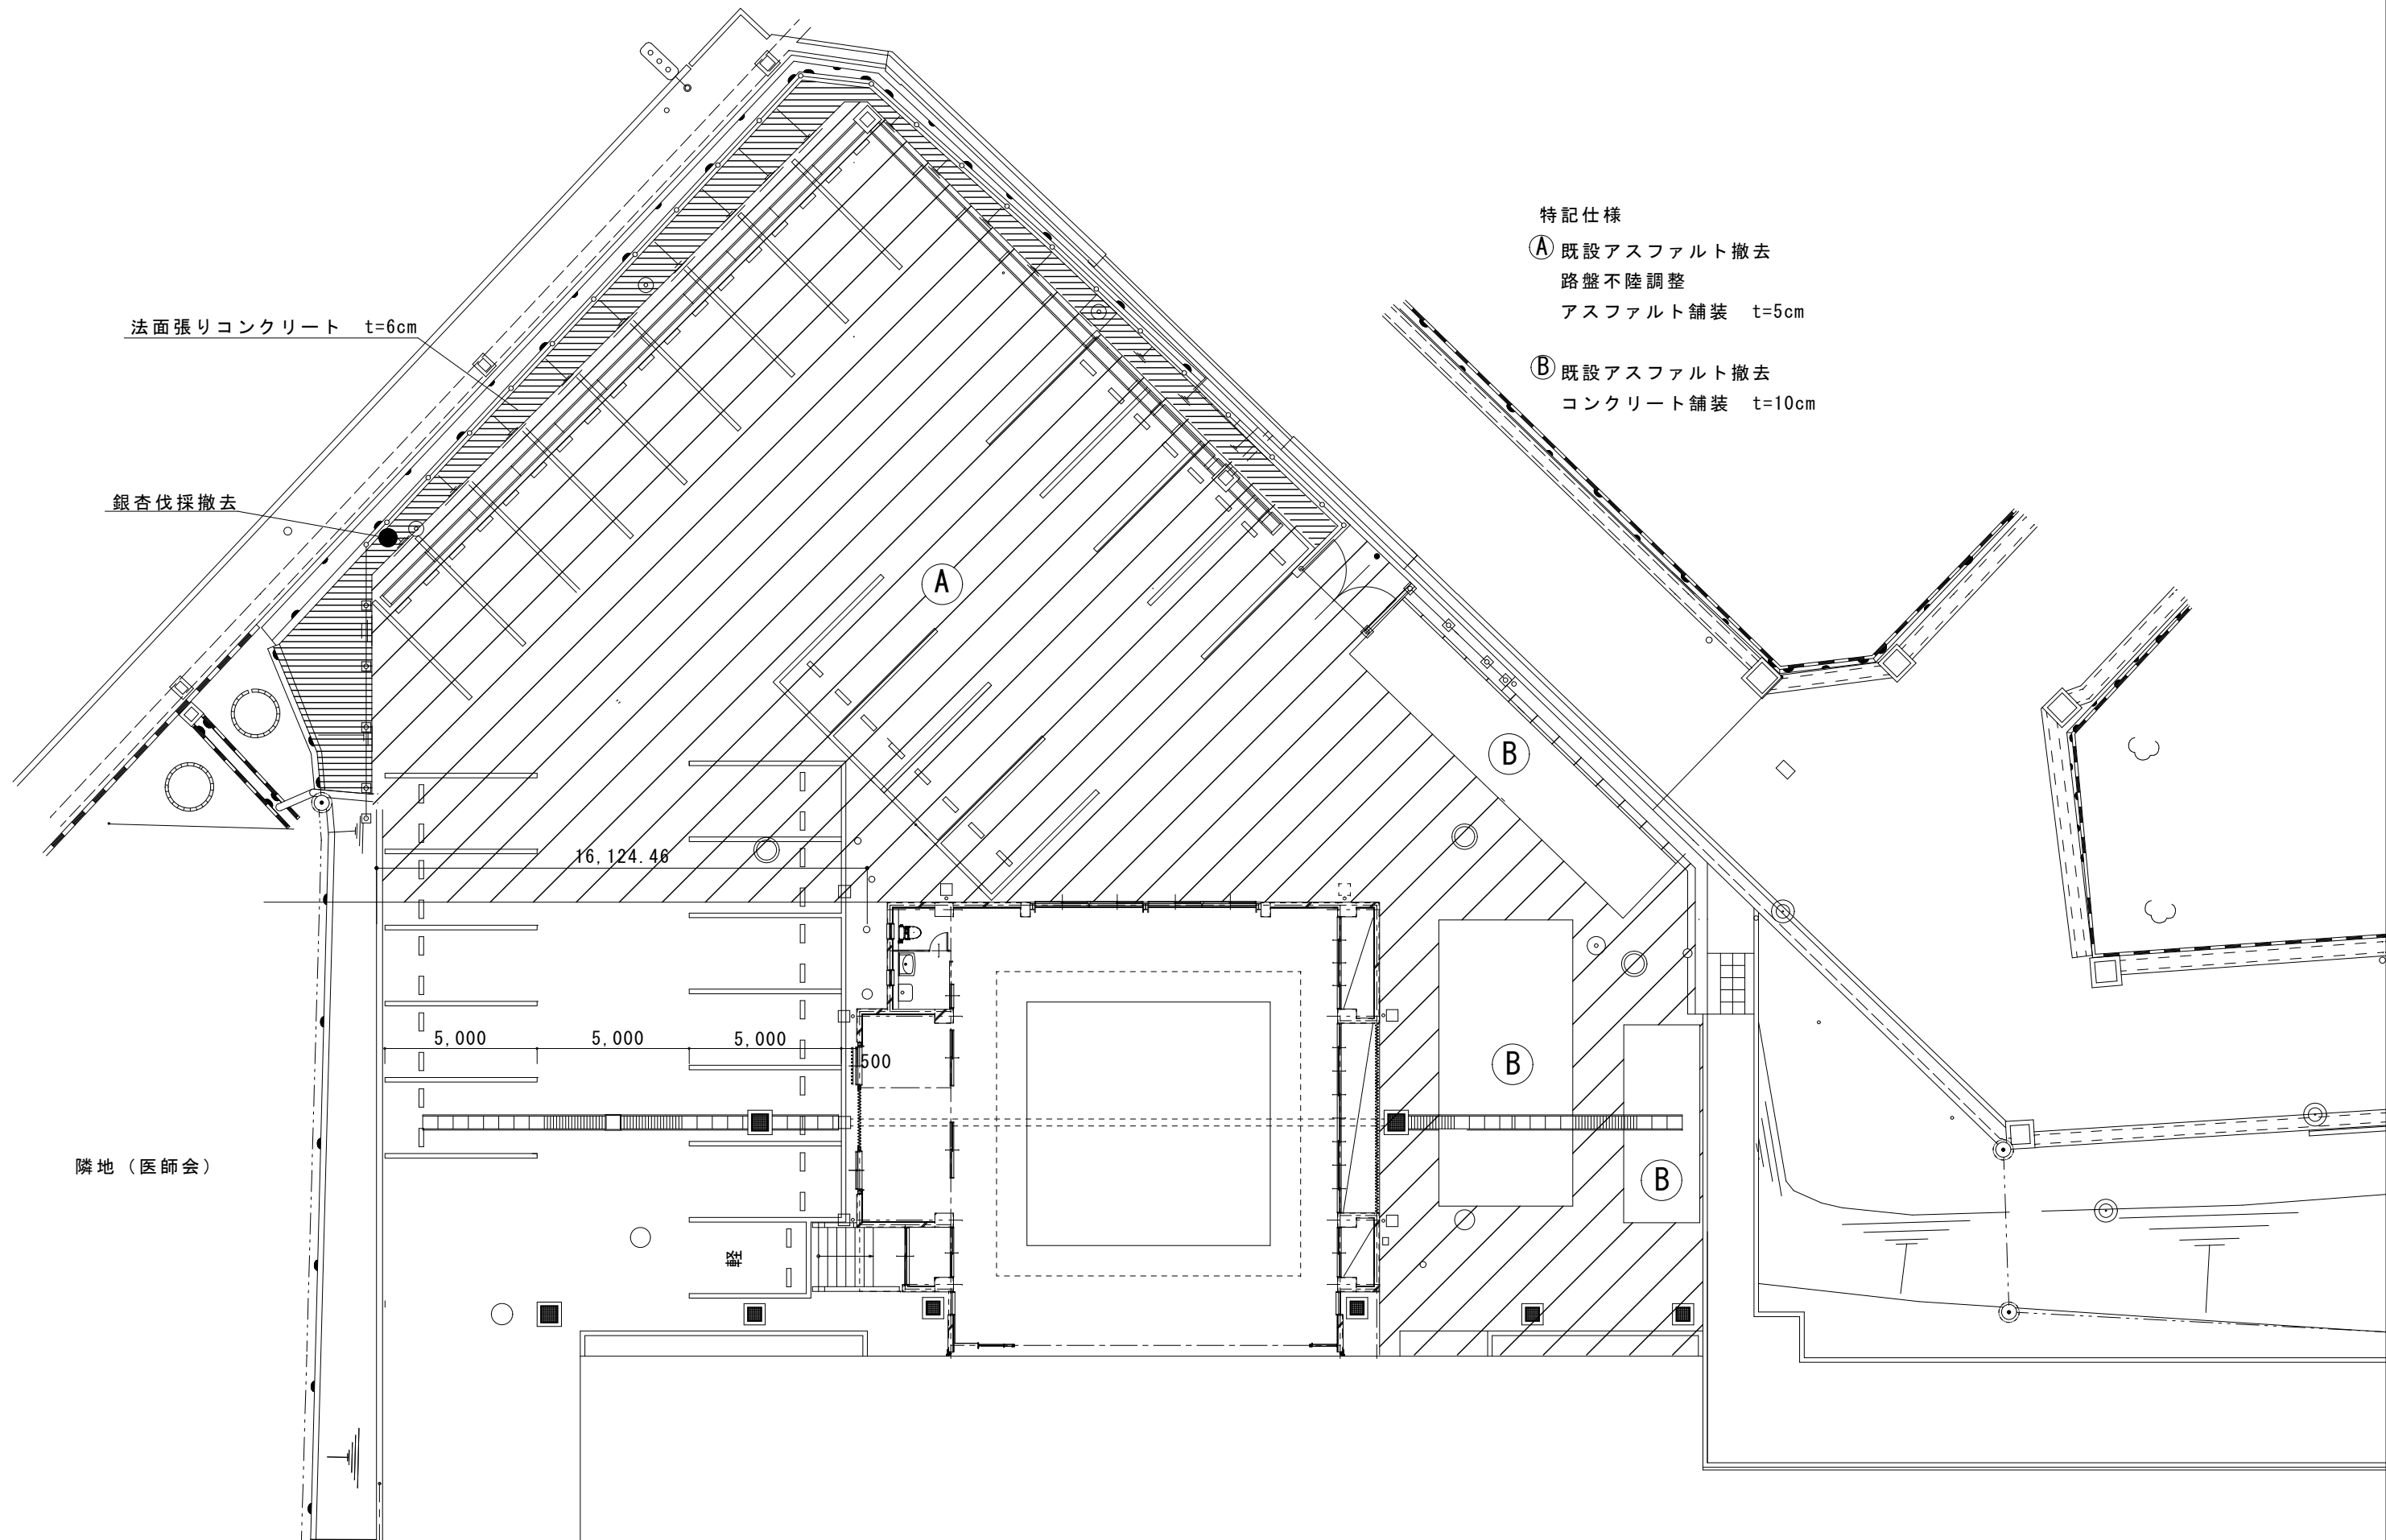 特記仕様
Ⓐ 既設アスファルト撤去
路盤不陸調整
アスファルト舗装　t=5cm
Ⓑ 既設アスファルト撤去
コンクリート舗装　t=10cm
法面張りコンクリート　t=6cm
銀杏伐採撤去
A
B
16,124.46
5,000
5,000
5,000
500
B
B
隣地（医師会）
軽